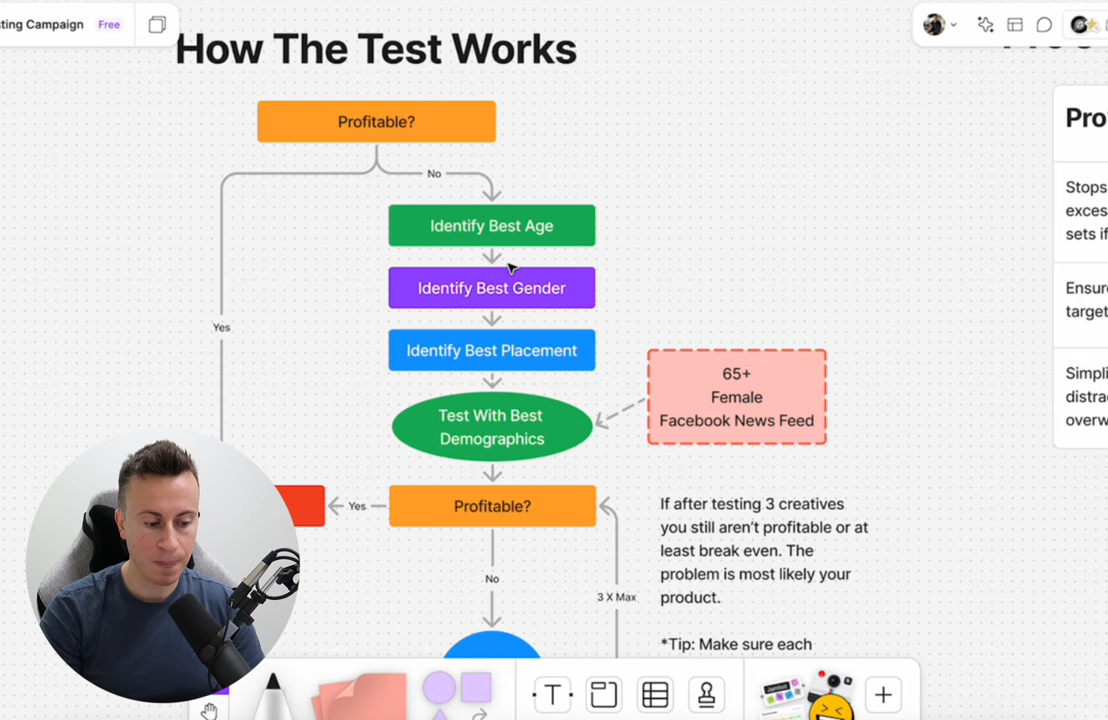 sting Campaign
Free
How The Test Works
Profitable?
No
Identify Best Age
Identify Best Gender
Yes
Identify Best Placement
Test With Best
Demographics
65+
Female
Facebook News Feed
Yes
Profitable?
No
3 X Max
If after testing 3 creatives
you still aren't profitable or at
least break even. The
problem is most likely your
product.
*Tip: Make sure each
Pro
Stops
exces
sets if
Ensure
target
Simpli
distrac
overw
T